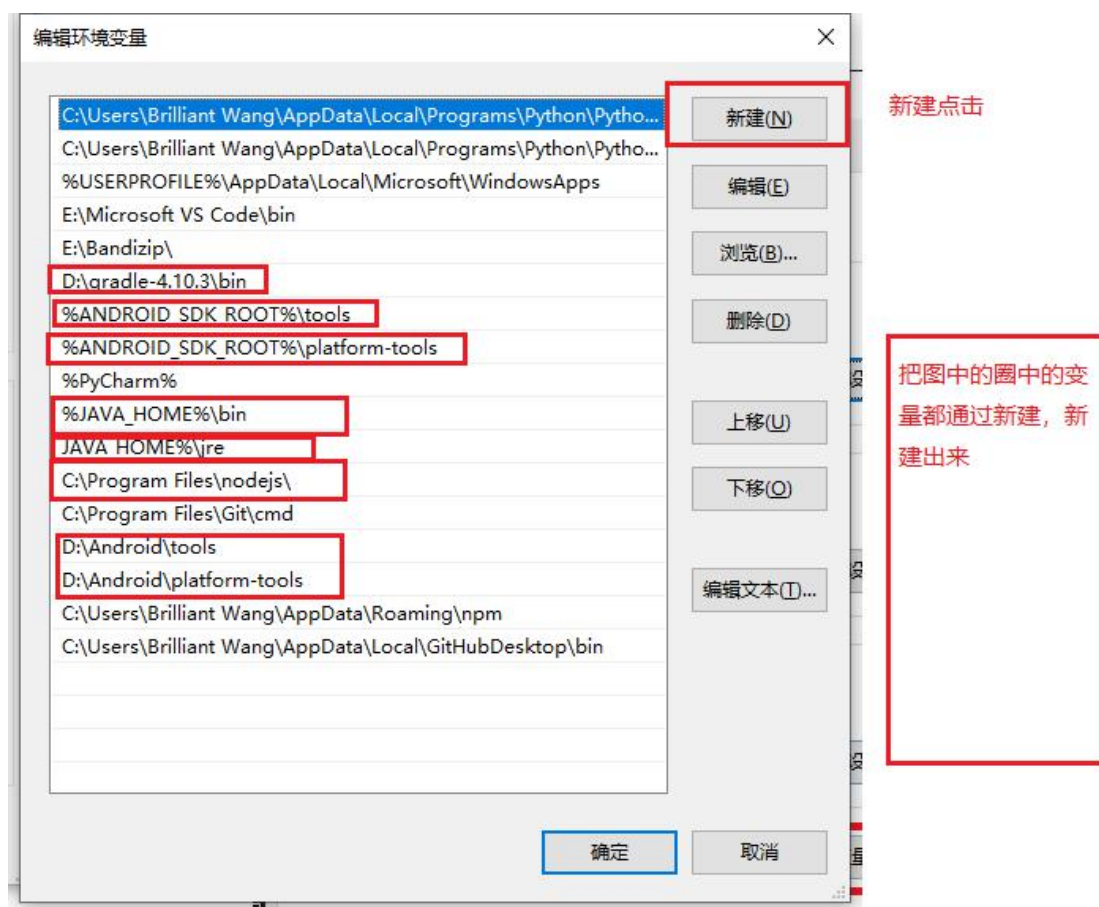 编辑环境变量
C:\Users\Brilliant Wang\AppData\Local\Programs\Python\Pytho...
C:\Users\Brilliant Wang\AppData\Local\Programs\Python\Pytho...
%USERPROFILE%\AppData\Local\Microsoft\WindowsApps
E:\Microsoft VS Code\bin
E:\Bandizip\
D:\gradle-4.10.3\bin
%ANDROID_SDK_ROOT%\tools
%ANDROID_SDK_ROOT%\platform-tools
%PyCharm%
%JAVA_HOME%\bin
JAVA HOME%\jre
C:\Program Files\nodejs\
C:\Program Files\Git\cmd
D:\Android\tools
D:\Android\platform-tools
C:\Users\Brilliant Wang\AppData\Roaming\npm
C:\Users\Brilliant Wang\AppData\Local\GitHubDesktop\bin
新建(N)
编辑(E)
浏览(B)...
删除(D)
上移(U)
下移(O)
编辑文本(T)...
确定
取消
新建点击
把图中的圈中的变
量都通过新建，新
建出来